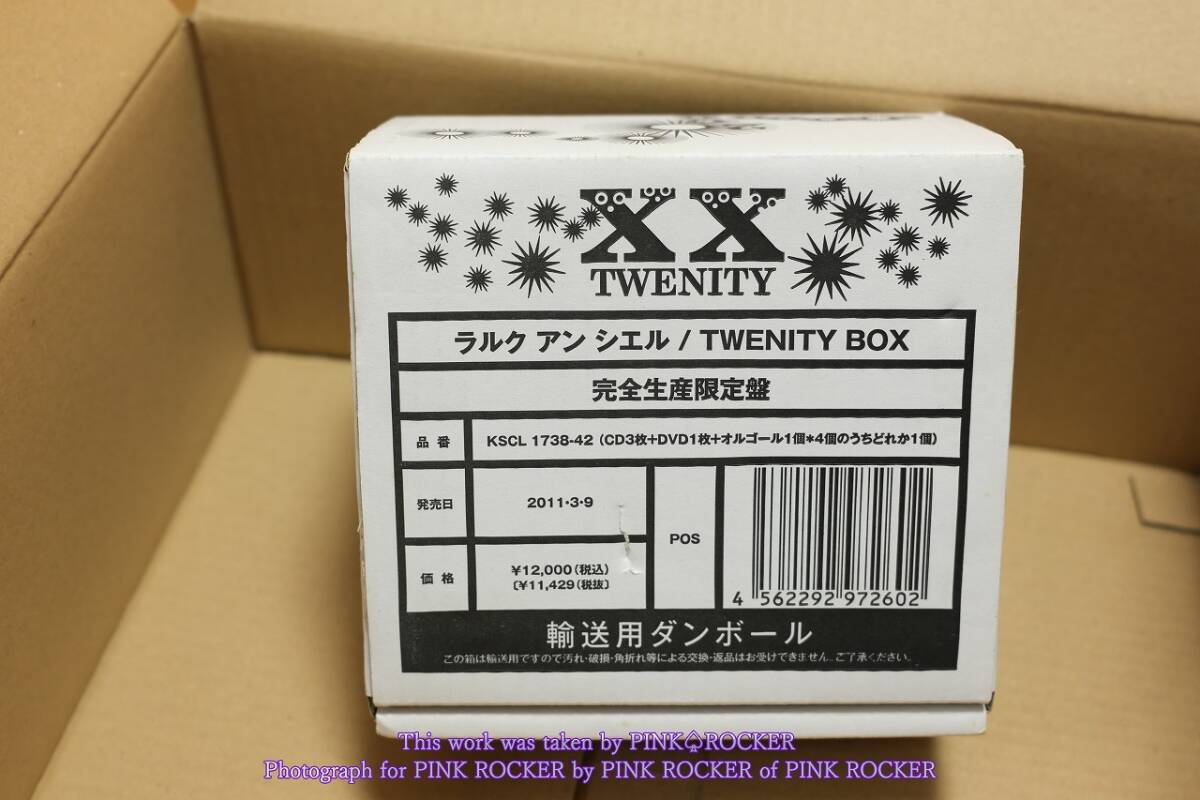 XX
TWENITY
ラルク アン シエル / TWENITY BOX
完全生産限定盤
品番 KSCL 1738-42 (CD3枚+DVD1枚+オルゴール1個*4個のうちどれか1個)
発売日 2011・3・9
POS
価格 ¥12,000(税込)
〔¥11,429(税抜)
4 562292 972602
輸送用ダンボール
この箱は輸送用ですので汚れ・破損・角折れ等による交換・返品はお受けできません。ご了承ください。
This work was taken by PINK♤ROCKER
Photograph for PINK ROCKER by PINK ROCKER of PINK ROCKER